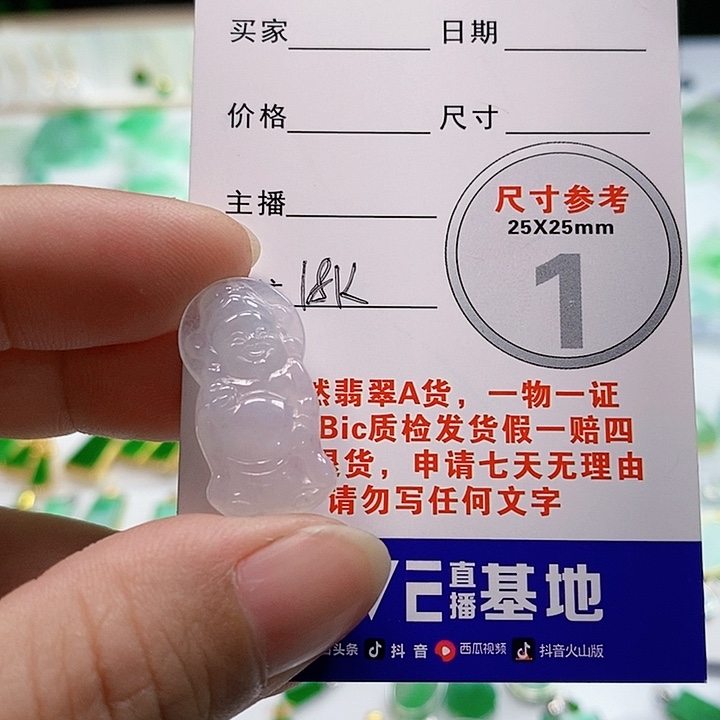 买家 日期
价格 尺寸
主播
尺寸参考
25X25mm
1
18K
然翡翠A货，一物一证
Bic质检发货假一赔四
退货，申请七天无理由
请勿写任何文字
VE直播基地
头条 抖音 西瓜视频 抖音火山版